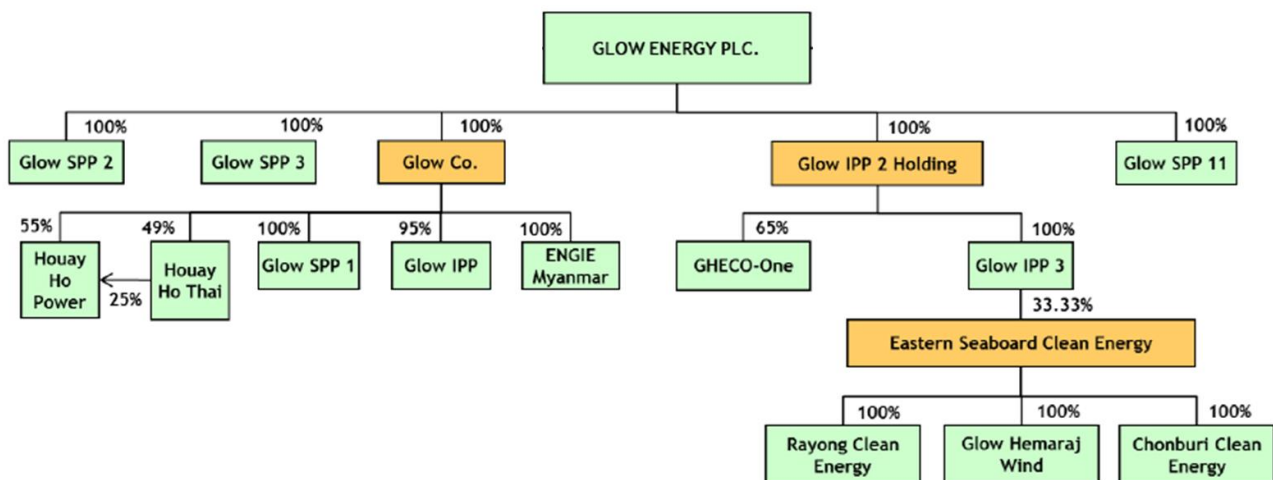 GLOW ENERGY PLC.
100% 100% 100% 100% 100%
Glow SPP 2 Glow SPP 3 Glow Co. Glow IPP 2 Holding Glow SPP 11
55% 49% 100% 95% 100% 65% 100%
Houay
Ho
Power
25%
Houay
Ho Thai
Glow SPP 1
Glow IPP
ENGIE
Myanmar
GHECO-One
Glow IPP 3
33.33%
Eastern Seaboard Clean Energy
100% 100% 100%
Rayong Clean
Energy
Glow Hemaraj
Wind
Chonburi Clean
Energy